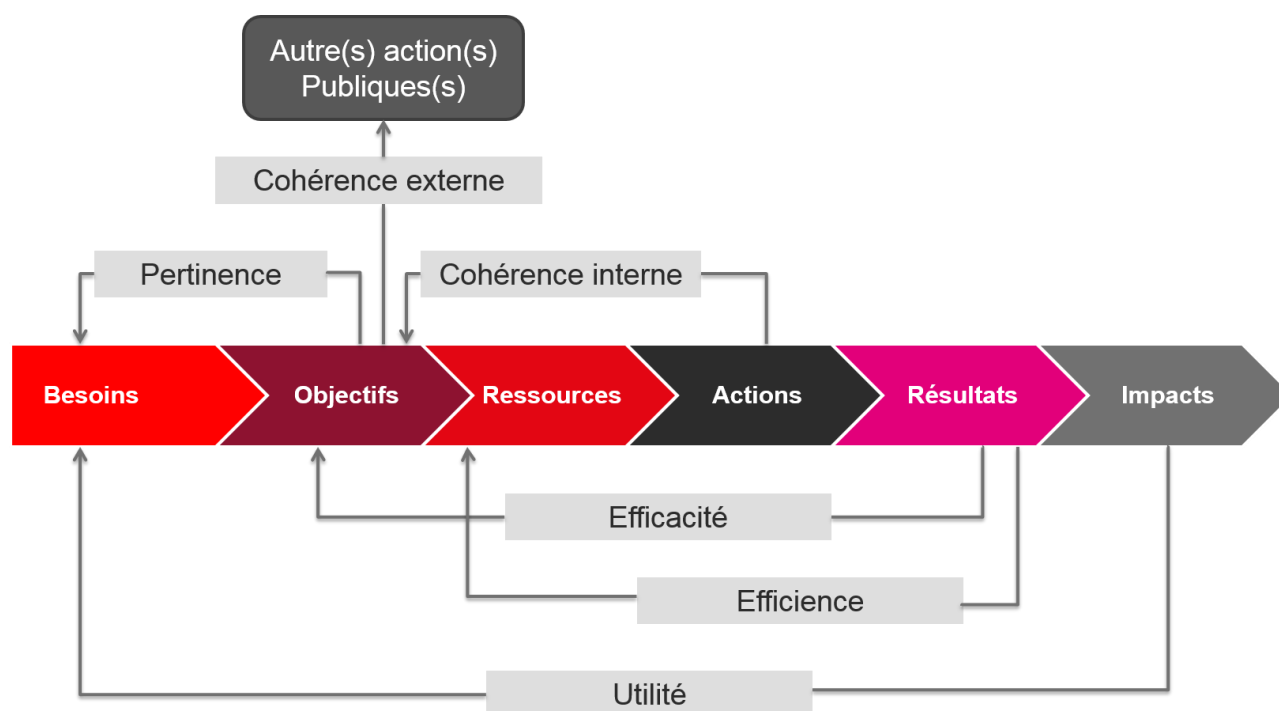 Autre(s) action(s)
Publiques(s)
Cohérence externe
Pertinence
Cohérence interne
Besoins
Objectifs
Ressources
Actions
Résultats
Impacts
Efficacité
Efficience
Utilité